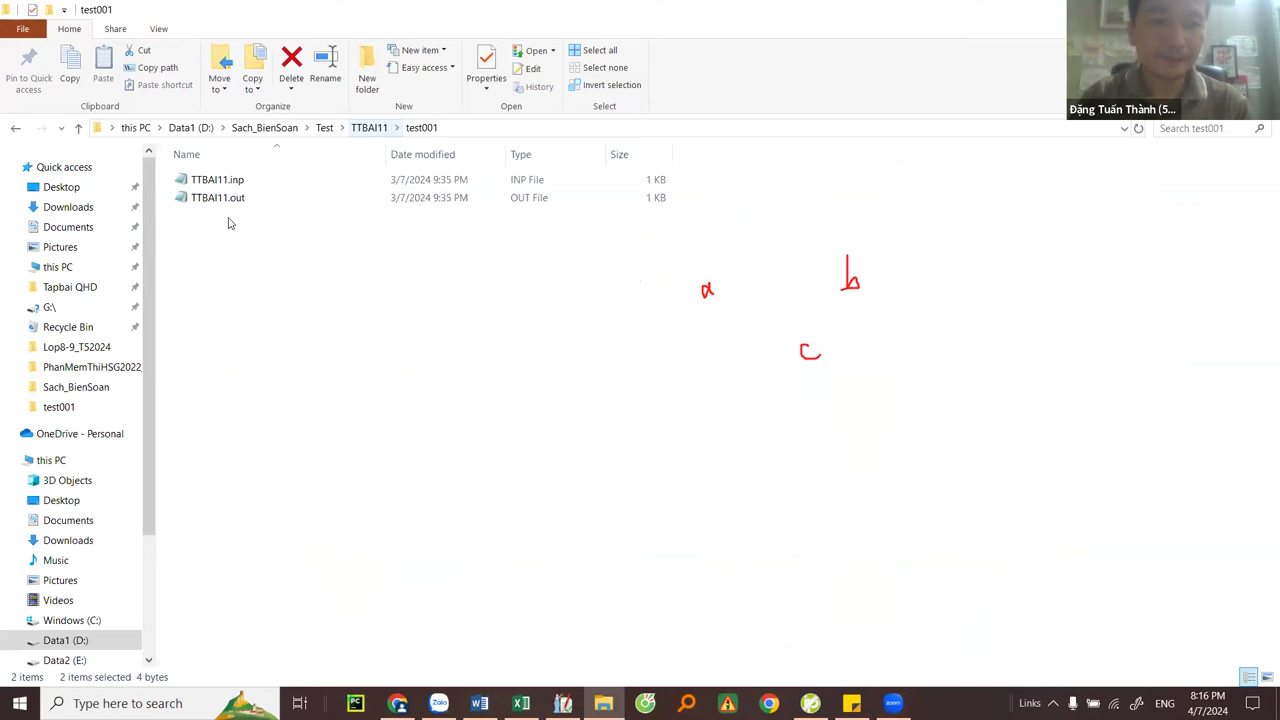 test001
File
Home
Share
View
Pin to Quick access
Copy
Paste
Cut
Copy path
Paste shortcut
Clipboard
Move to
Copy to
Delete
Rename
Organize
New folder
New item
Easy access
New
Properties
Open
Edit
History
Open
Select all
Select none
Invert selection
Select
Đặng Tuấn Thành (5...
this PC > Data1 (D:) > Sach_BienSoan > Test > TTBAI11 > test001
Search test001
Name Date modified Type Size
TTBAI11.inp 3/7/2024 9:35 PM INP File 1 KB
TTBAI11.out 3/7/2024 9:35 PM OUT File 1 KB
a b
c
Quick access
Desktop
Downloads
Documents
Pictures
this PC
Tapbai QHD
G:\
Recycle Bin
Lop8-9_T52024
PhanMemThiHSG2022_
Sach_BienSoan
test001
OneDrive - Personal
this PC
3D Objects
Desktop
Documents
Downloads
Music
Pictures
Videos
Windows (C:)
Data1 (D:)
Data2 (E:)
2 items 2 items selected 4 bytes
Type here to search
PC
Zalo
zoom
Links
ENG
8:16 PM
4/7/2024